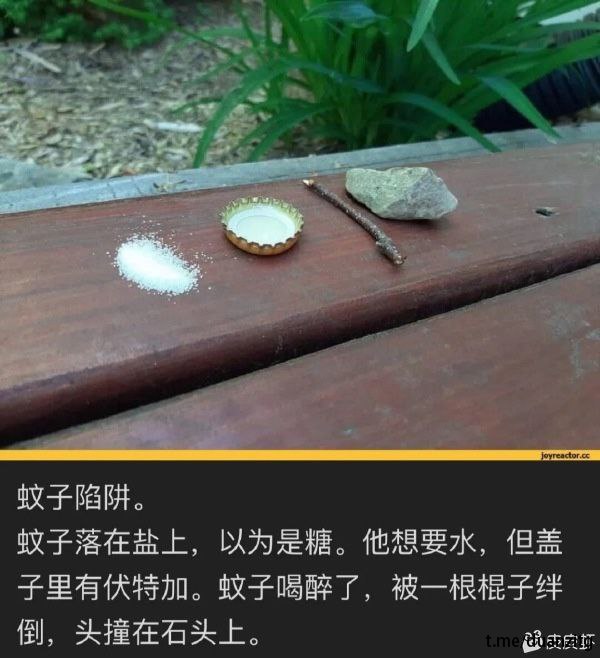 joyreactor.cc
蚊子陷阱。
蚊子落在盐上，以为是糖。他想要水，但盖
子里有伏特加。蚊子喝醉了，被一根棍子绊
倒，头撞在石头上。